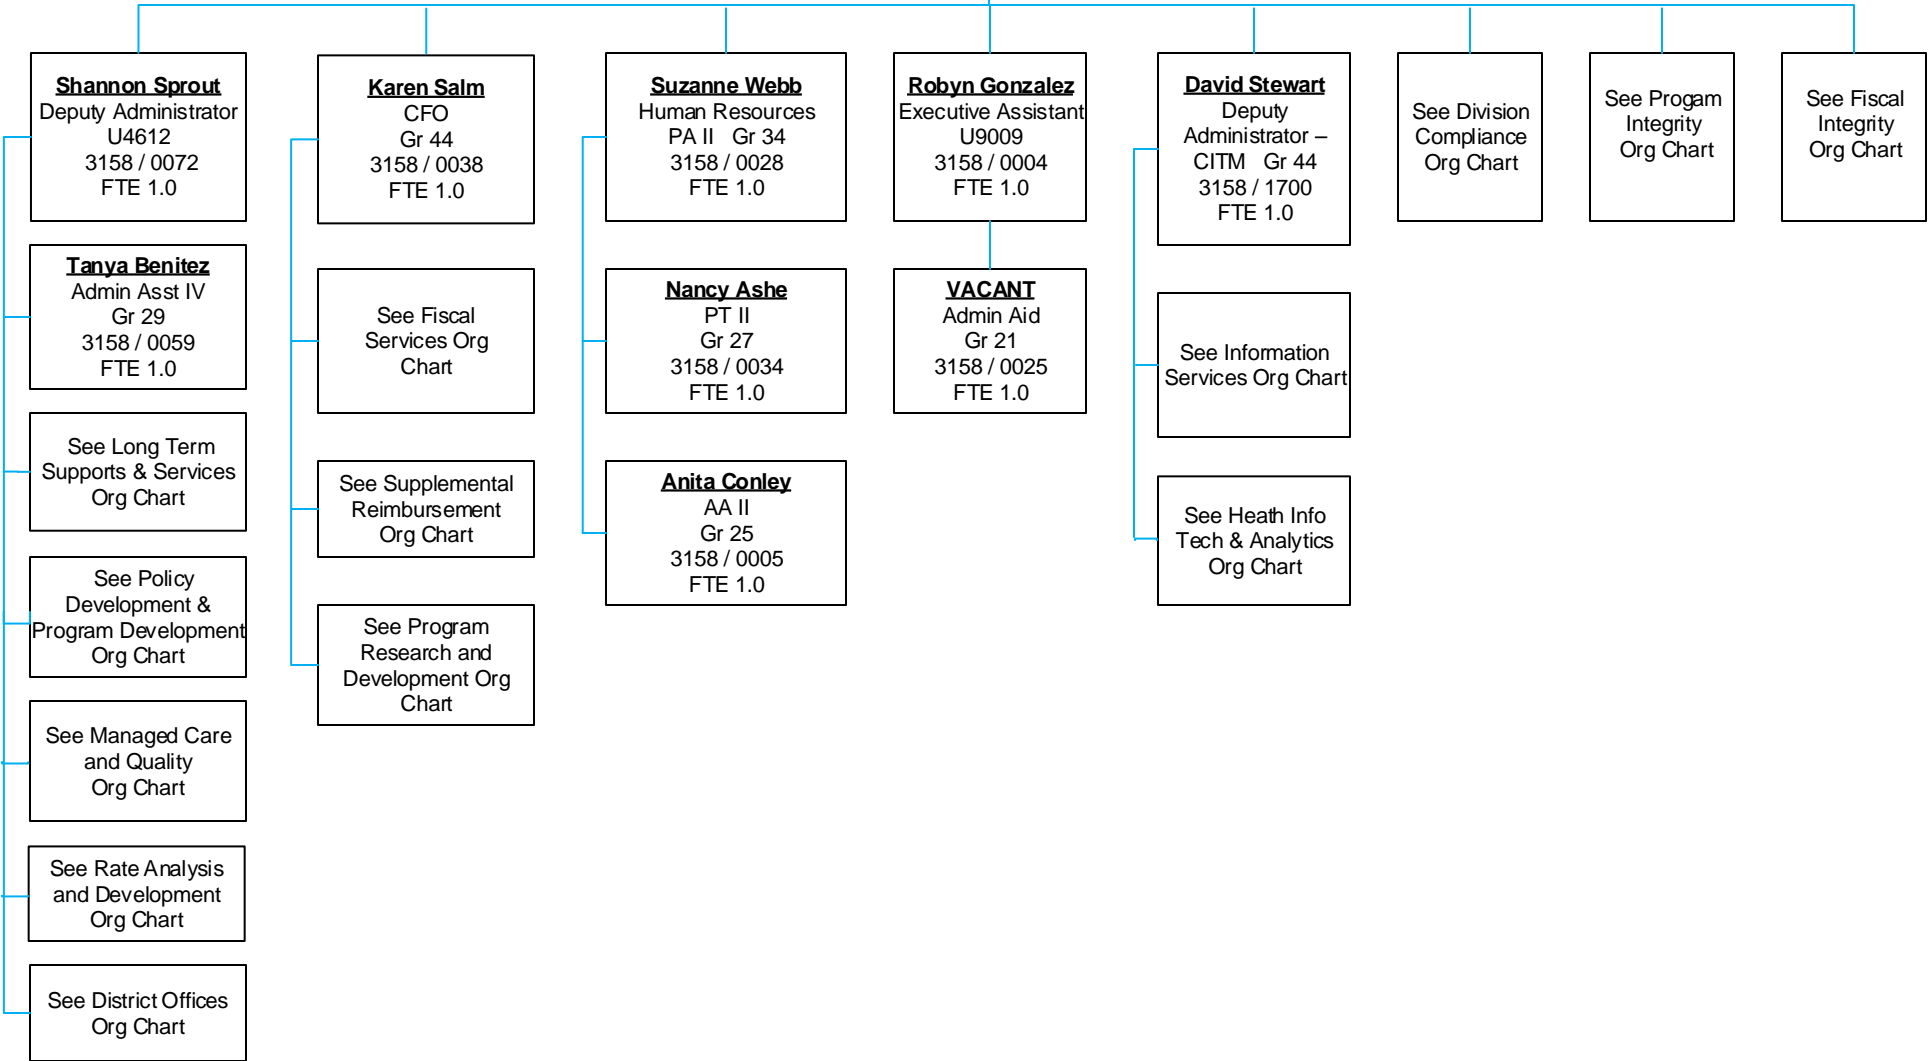 Shannon Sprout
Deputy Administrator
U4612
3158 / 0072
FTE 1.0
Tanya Benitez
Admin Asst IV
Gr 29
3158 / 0059
FTE 1.0
See Long Term
Supports & Services
Org Chart
See Policy
Development &
Program Development
Org Chart
See Managed Care
and Quality
Org Chart
See Rate Analysis
and Development
Org Chart
See District Offices
Org Chart
Karen Salm
CFO
Gr 44
3158 / 0038
FTE 1.0
See Fiscal
Services Org
Chart
See Supplemental
Reimbursement
Org Chart
See Program
Research and
Development Org
Chart
Suzanne Webb
Human Resources
PA II Gr 34
3158 / 0028
FTE 1.0
Nancy Ashe
PT II
Gr 27
3158 / 0034
FTE 1.0
Anita Conley
AA II
Gr 25
3158 / 0005
FTE 1.0
Robyn Gonzalez
Executive Assistant
U9009
3158 / 0004
FTE 1.0
VACANT
Admin Aid
Gr 21
3158 / 0025
FTE 1.0
David Stewart
Deputy
Administrator –
CITM Gr 44
3158 / 1700
FTE 1.0
See Information
Services Org Chart
See Heath Info
Tech & Analytics
Org Chart
See Division
Compliance
Org Chart
See Progam
Integrity
Org Chart
See Fiscal
Integrity
Org Chart